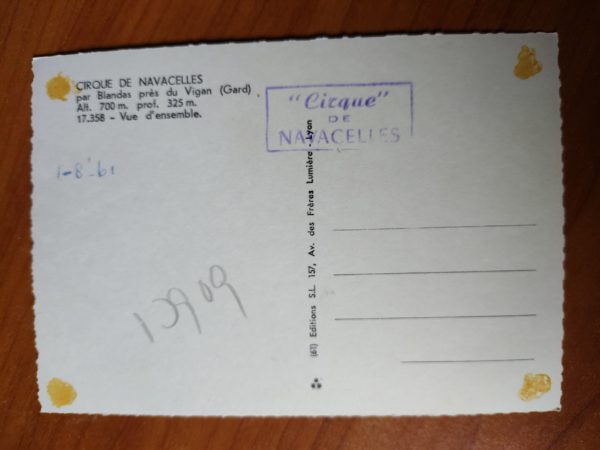 CIRQUE DE NAVACELLES
par Blandas près du Vigan (Gard)
Alt. 700 m. prof. 325 m.
17.358 - Vue d'ensemble.
"Cirque"
DE
NAVACELLES
1-8-61
13909
(61) Editions S.L. 157, Av. des Frères Lumière - Lyon